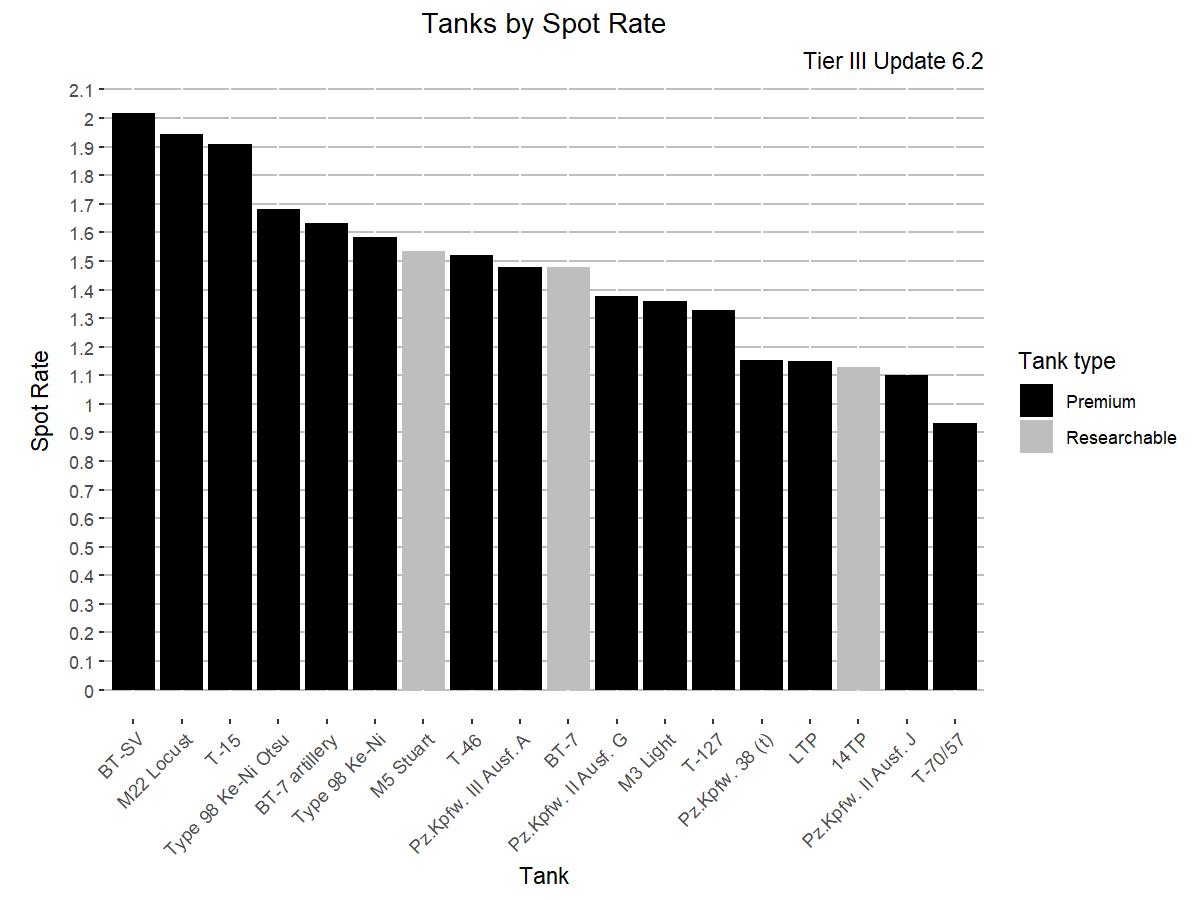 Tanks by Spot Rate
Tier III Update 6.2
2.1
2
1.9
1.8
1.7
1.6
1.5
1.4
1.3
1.2
1.1
1
0.9
0.8
0.7
0.6
0.5
0.4
0.3
0.2
0.1
0
Spot Rate
BT-SV
M22 Locust
T-15
Type 98 Ke-Ni Otsu
BT-7 artillery
Type 98 Ke-Ni
M5 Stuart
T-46
Pz.Kpfw. III Ausf. A
BT-7
Pz.Kpfw. II Ausf. G
M3 Light
T-127
Pz.Kpfw. 38 (t)
LTP
14TP
Pz.Kpfw. II Ausf. J
T-70/57
Tank
Tank type
Premium
Researchable